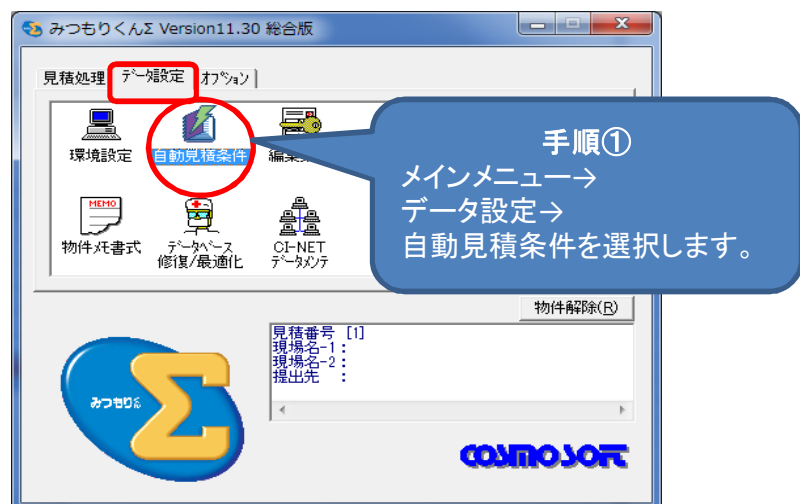 みつもりくんΣ Version11.30 総合版
見積処理 データ設定 オプション
環境設定 自動見積条件
物件メモ書式 データベース CI-NET
修復/最適化 データメンテ
MEMO
手順①
メインメニュー→
データ設定→
自動見積条件を選択します。
物件解除(R)
見積番号 [1]
現場名-1：
現場名-2：
提出先 ：
みつもりくん
Σ
COSMOSOFT